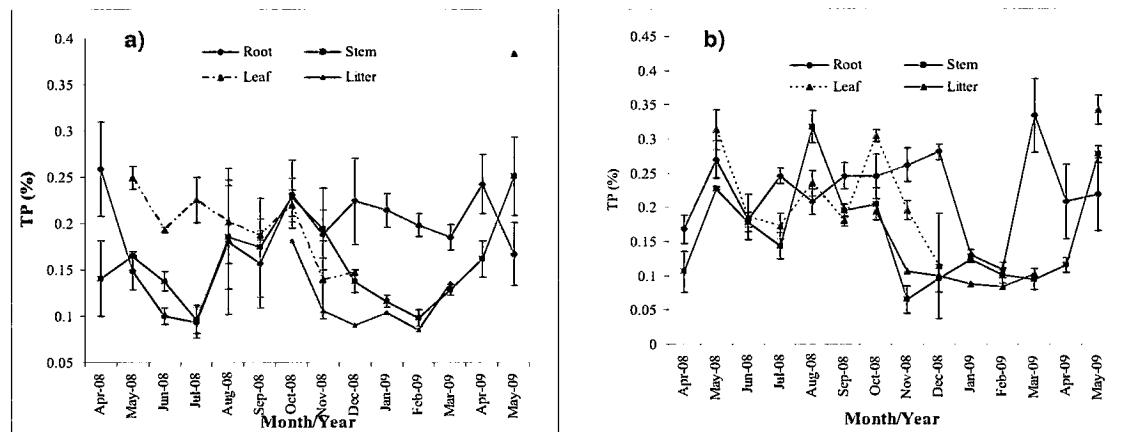 a)
Root
Stem
Leaf
Litter
TP (%)
0.4
0.35
0.3
0.25
0.2
0.15
0.1
0.05
Apr-08
May-08
Jun-08
Jul-08
Aug-08
Sep-08
Oct-08
Nov-08
Dec-08
Jan-09
Feb-09
Mar-09
Apr-09
May-09
Month/Year
b)
Root
Stem
Leaf
Litter
TP (%)
0.45
0.4
0.35
0.3
0.25
0.2
0.15
0.1
0.05
0
Apr-08
May-08
Jun-08
Jul-08
Aug-08
Sep-08
Oct-08
Nov-08
Dec-08
Jan-09
Feb-09
Mar-09
Apr-09
May-09
Month/Year